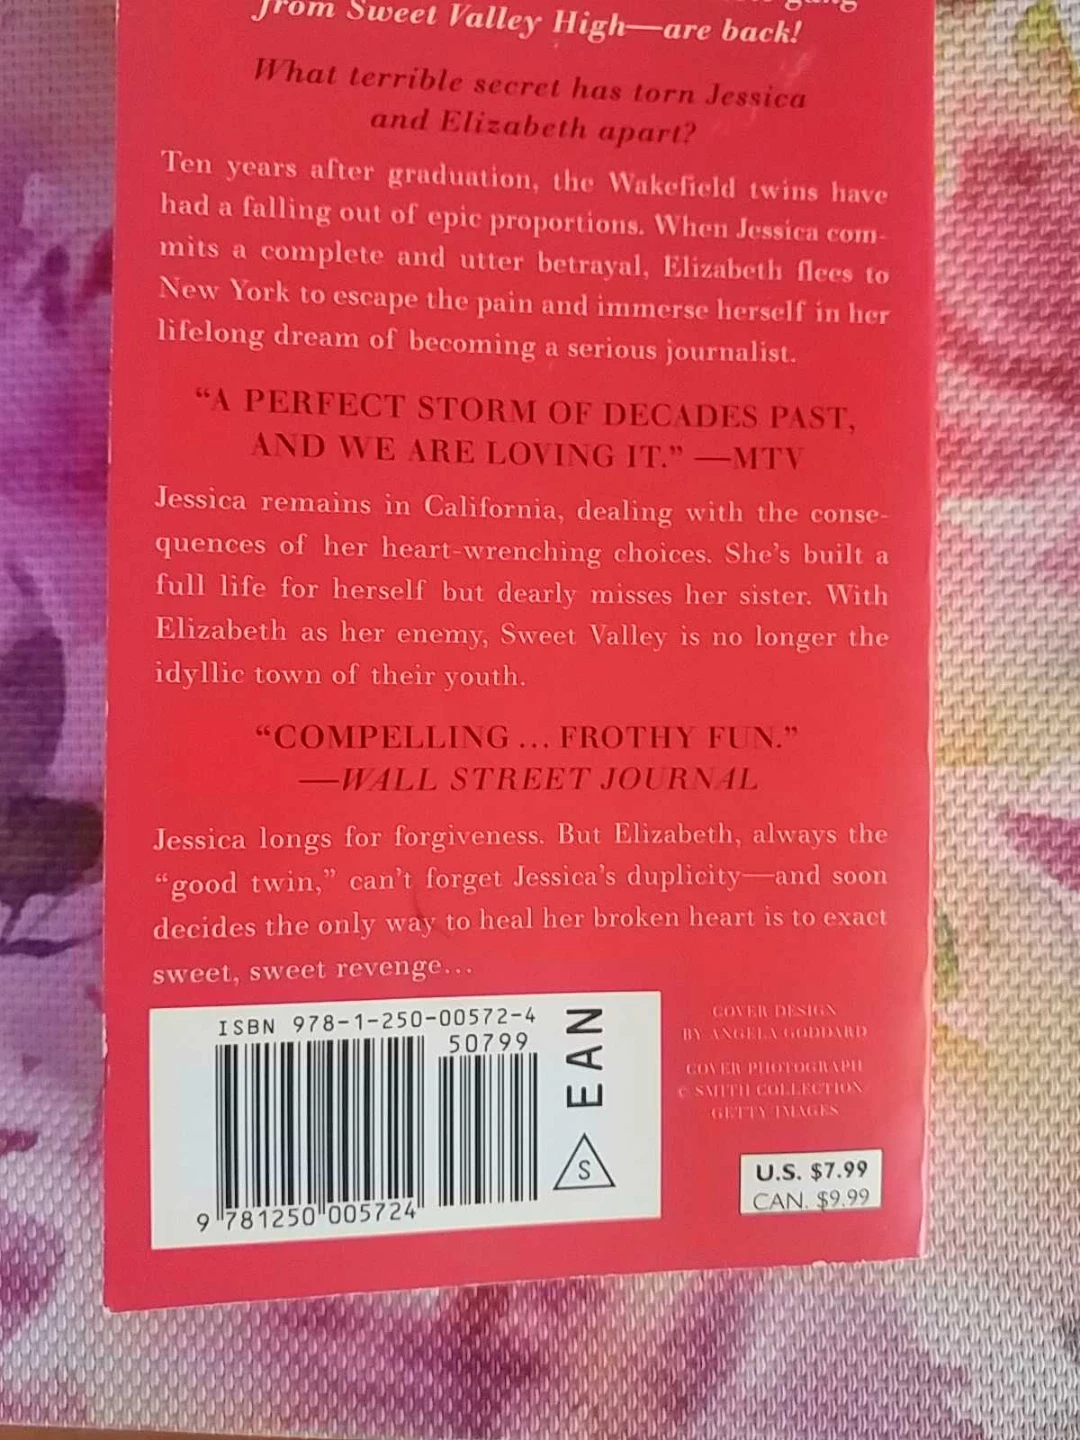 gang
from Sweet Valley High—are back!
What terrible secret has torn Jessica
and Elizabeth apart?
Ten years after graduation, the Wakefield twins have
had a falling out of epic proportions. When Jessica com-
mits a complete and utter betrayal, Elizabeth flees to
New York to escape the pain and immerse herself in her
lifelong dream of becoming a serious journalist.
“A PERFECT STORM OF DECADES PAST,
AND WE ARE LOVING IT.” —MTV
Jessica remains in California, dealing with the conse-
quences of her heart-wrenching choices. She’s built a
full life for herself but dearly misses her sister. With
Elizabeth as her enemy, Sweet Valley is no longer the
idyllic town of their youth.
“COMPELLING ... FROTHY FUN.”
—WALL STREET JOURNAL
Jessica longs for forgiveness. But Elizabeth, always the
“good twin,” can’t forget Jessica’s duplicity—and soon
decides the only way to heal her broken heart is to exact
sweet, sweet revenge...
ISBN 978-1-250-00572-4
50799
EAN
S
9 781250 005724
COVER DESIGN
BY ANGELA GODDARD
COVER PHOTOGRAPH
© SMITH COLLECTION
GETTY IMAGES
U.S. $7.99
CAN. $9.99